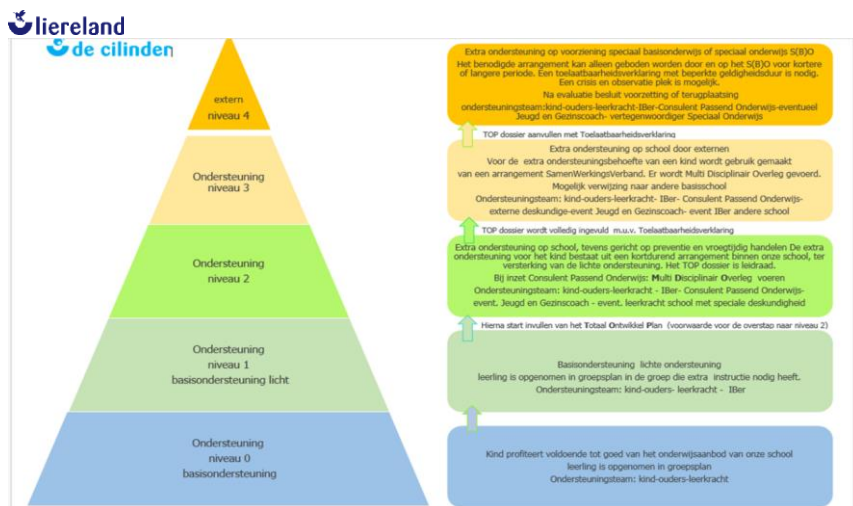 liereland
de cilinden
extern
niveau 4
Ondersteuning
niveau 3
Ondersteuning
niveau 2
Ondersteuning
niveau 1
basisondersteuning licht
Ondersteuning
niveau 0
basisondersteuning
Extra ondersteuning op voorziening speciaal basisonderwijs of speciaal onderwijs S(B)O
Het benodigde arrangement kan alleen geboden worden door en op het S(B)O voor kortere
of langere periode. Een toelaatbaarheidsverklaring met beperkte geldigheidsduur is nodig.
Een crisis en observatie plek is mogelijk.
Na evaluatie besluit voorzetting of terugplaatsing
ondersteuningsteam:kind-ouders-leerkracht-IBer-Consulent Passend Onderwijs-eventueel
Jeugd en Gezinscoach- vertegenwoordiger Speciaal Onderwijs
TOP dossier aanvullen met Toelaatbaarheidsverklaring
Extra ondersteuning op school door externen
Voor de extra ondersteuningsbehoefte van een kind wordt gebruik gemaakt
van een arrangement SamenWerkingsVerband. Er wordt Multi Disciplinair Overleg gevoerd.
Mogelijk verwijzing naar andere basisschool
Ondersteuningsteam: kind-ouders-leerkracht- IBer- Consulent Passend Onderwijs-
externe deskundige-event Jeugd en Gezinscoach- event IBer andere school
TOP dossier wordt volledig ingevuld m.u.v. Toelaatbaarheidsverklaring
Extra ondersteuning op school, tevens gericht op preventie en vroegtijdig handelen De extra
ondersteuning voor het kind bestaat uit een kortdurend arrangement binnen onze school, ter
versterking van de lichte ondersteuning. Het TOP dossier is leidraad.
Bij inzet Consulent Passend Onderwijs: Multi Disciplinair Overleg voeren
Ondersteuningsteam: kind-ouders-leerkracht - IBer- Consulent Passend Onderwijs-
event. Jeugd en Gezinscoach - event. leerkracht school met speciale deskundigheid
Hierna start invullen van het Totaal Ontwikkel Plan (voorwaarde voor de overstap naar niveau 2)
Basisondersteuning lichte ondersteuning
leerling is opgenomen in groepsplan in de groep die extra instructie nodig heeft.
Ondersteuningsteam: kind-ouders- leerkracht - IBer
Kind profiteert voldoende tot goed van het onderwijsaanbod van onze school
leerling is opgenomen in groepsplan
Ondersteuningsteam: kind-ouders-leerkracht